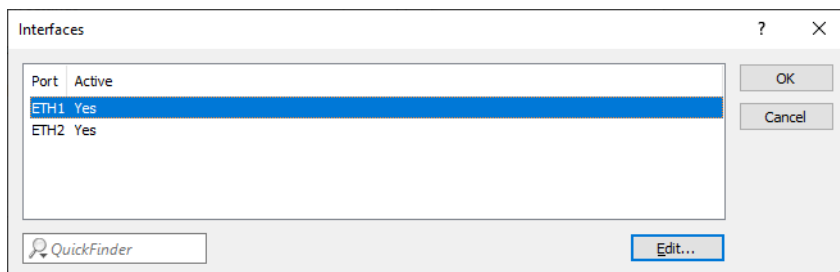 Interfaces
?
Port Active
ETH1 Yes
ETH2 Yes
OK
Cancel
QuickFinder
Edit...